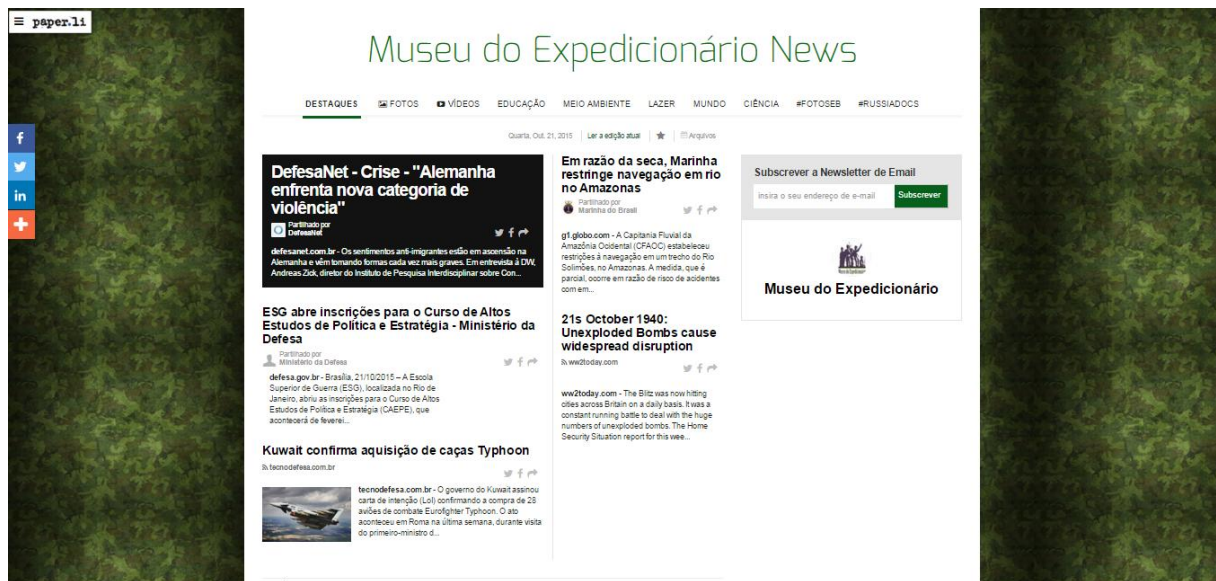 ≡ paper.li
Museu do Expedicionário News
DESTAQUES FOTOS VÍDEOS EDUCAÇÃO MEIO AMBIENTE LAZER MUNDO CIÊNCIA #FOTOSEB #RUSSIADOCS
Quarta, Out. 21, 2015 Ler a edição atual Arquivos
f
in
DefesaNet - Crise - "Alemanha
enfrenta nova categoria de
violência"
Partilhado por
DefesaNet
defesanet.com.br - Os sentimentos anti-imigrantes estão em ascensão na
Alemanha e vêm tomando formas cada vez mais graves. Em entrevista à DW,
Andreas Zick, diretor do Instituto de Pesquisa Interdisciplinar sobre Con...
ESG abre inscrições para o Curso de Altos
Estudos de Política e Estratégia - Ministério da
Defesa
Partilhado por
Ministério da Defesa
defesa.gov.br - Brasília, 21/10/2015 – A Escola
Superior de Guerra (ESG), localizada no Rio de
Janeiro, abriu as inscrições para o Curso de Altos
Estudos de Política e Estratégia (CAEPE), que
acontecerá de feverei...
Kuwait confirma aquisição de caças Typhoon
tecnodefesa.com.br
tecnodefesa.com.br - O governo do Kuwait assinou
carta de intenção (LoI) confirmando a compra de 28
aviões de combate Eurofighter Typhoon. O ato
aconteceu em Roma na última semana, durante visita
do primeiro-ministro d...
Em razão da seca, Marinha
restringe navegação em rio
no Amazonas
Partilhado por
Marinha do Brasil
g1.globo.com - A Capitania Fluvial da
Amazônia Ocidental (CFAOC) estabeleceu
restrições à navegação em um trecho do Rio
Solimões, no Amazonas. A medida, que é
parcial, ocorre em razão de risco de acidentes
com em...
21s October 1940:
Unexploded Bombs cause
widespread disruption
ww2today.com
ww2today.com - The Blitz was now hitting
cities across Britain on a daily basis. It was a
constant running battle to deal with the huge
numbers of unexploded bombs. The Home
Security Situation report for this wee...
Subscrever a Newsletter de Email
insira o seu endereço de e-mail Subscrever
Museu do Expedicionário